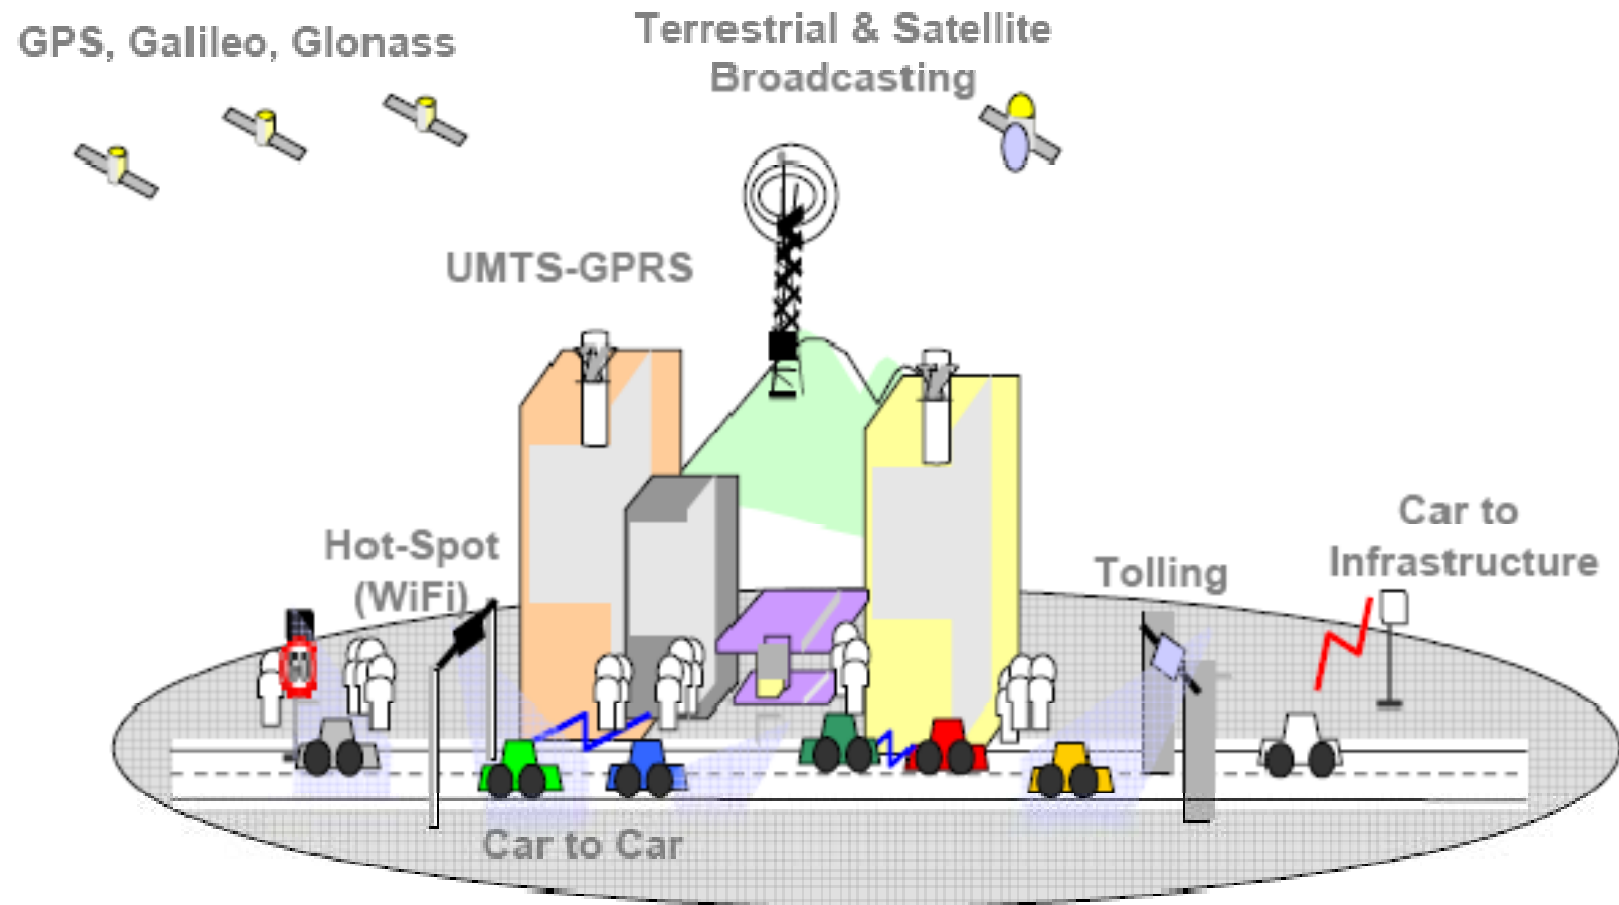 GPS, Galileo, Glonass
Terrestrial & Satellite
Broadcasting
UMTS-GPRS
Hot-Spot
(WiFi)
Tolling
Car to
Infrastructure
Car to Car